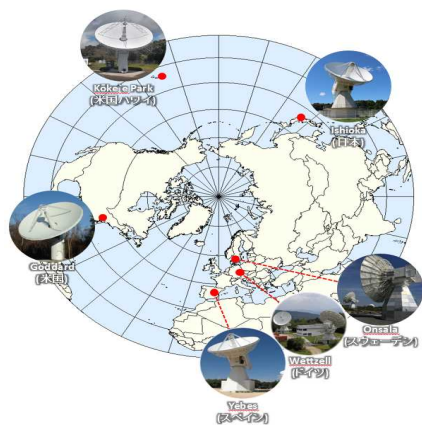 Kokee Park
(米国ハワイ)
Ishioka
(日本)
Goddard
(米国)
Onsala
(スウェーデン)
Wettzell
(ドイツ)
Yebes
(スペイン)